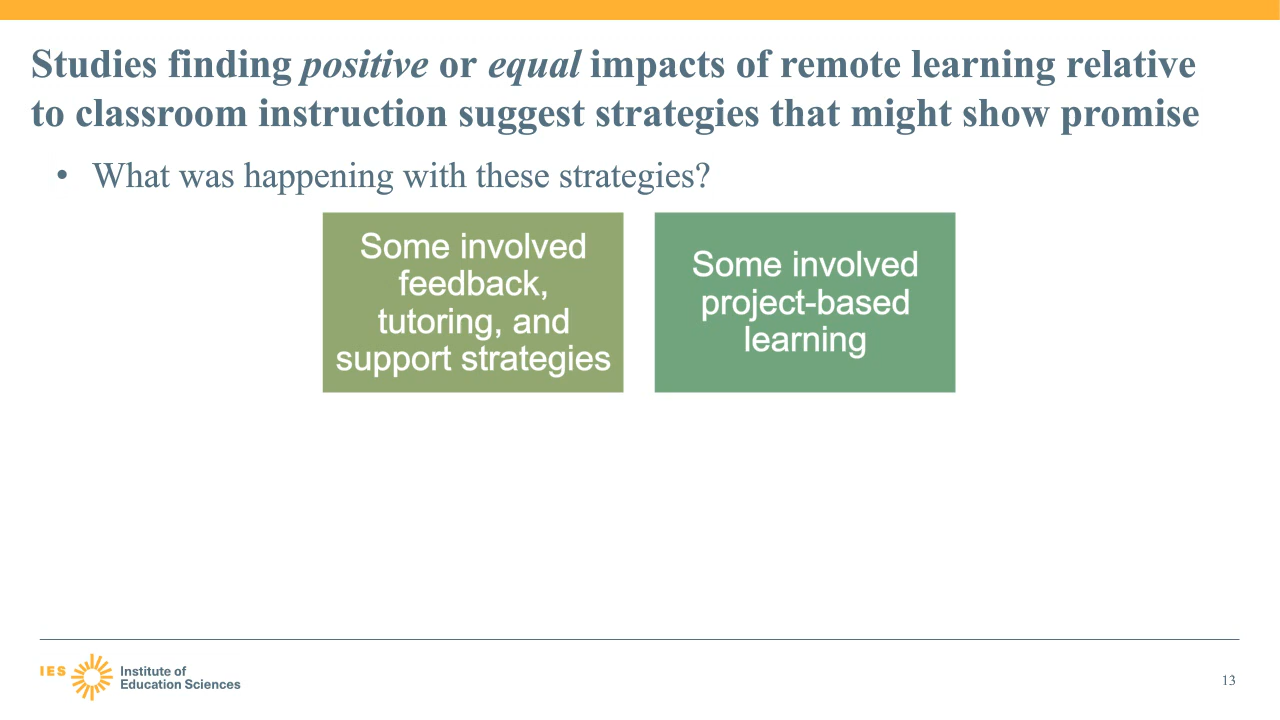 Studies finding positive or equal impacts of remote learning relative
to classroom instruction suggest strategies that might show promise
• What was happening with these strategies?
Some involved
feedback,
tutoring, and
support strategies
Some involved
project-based
learning
IES
Institute of
Education Sciences
13